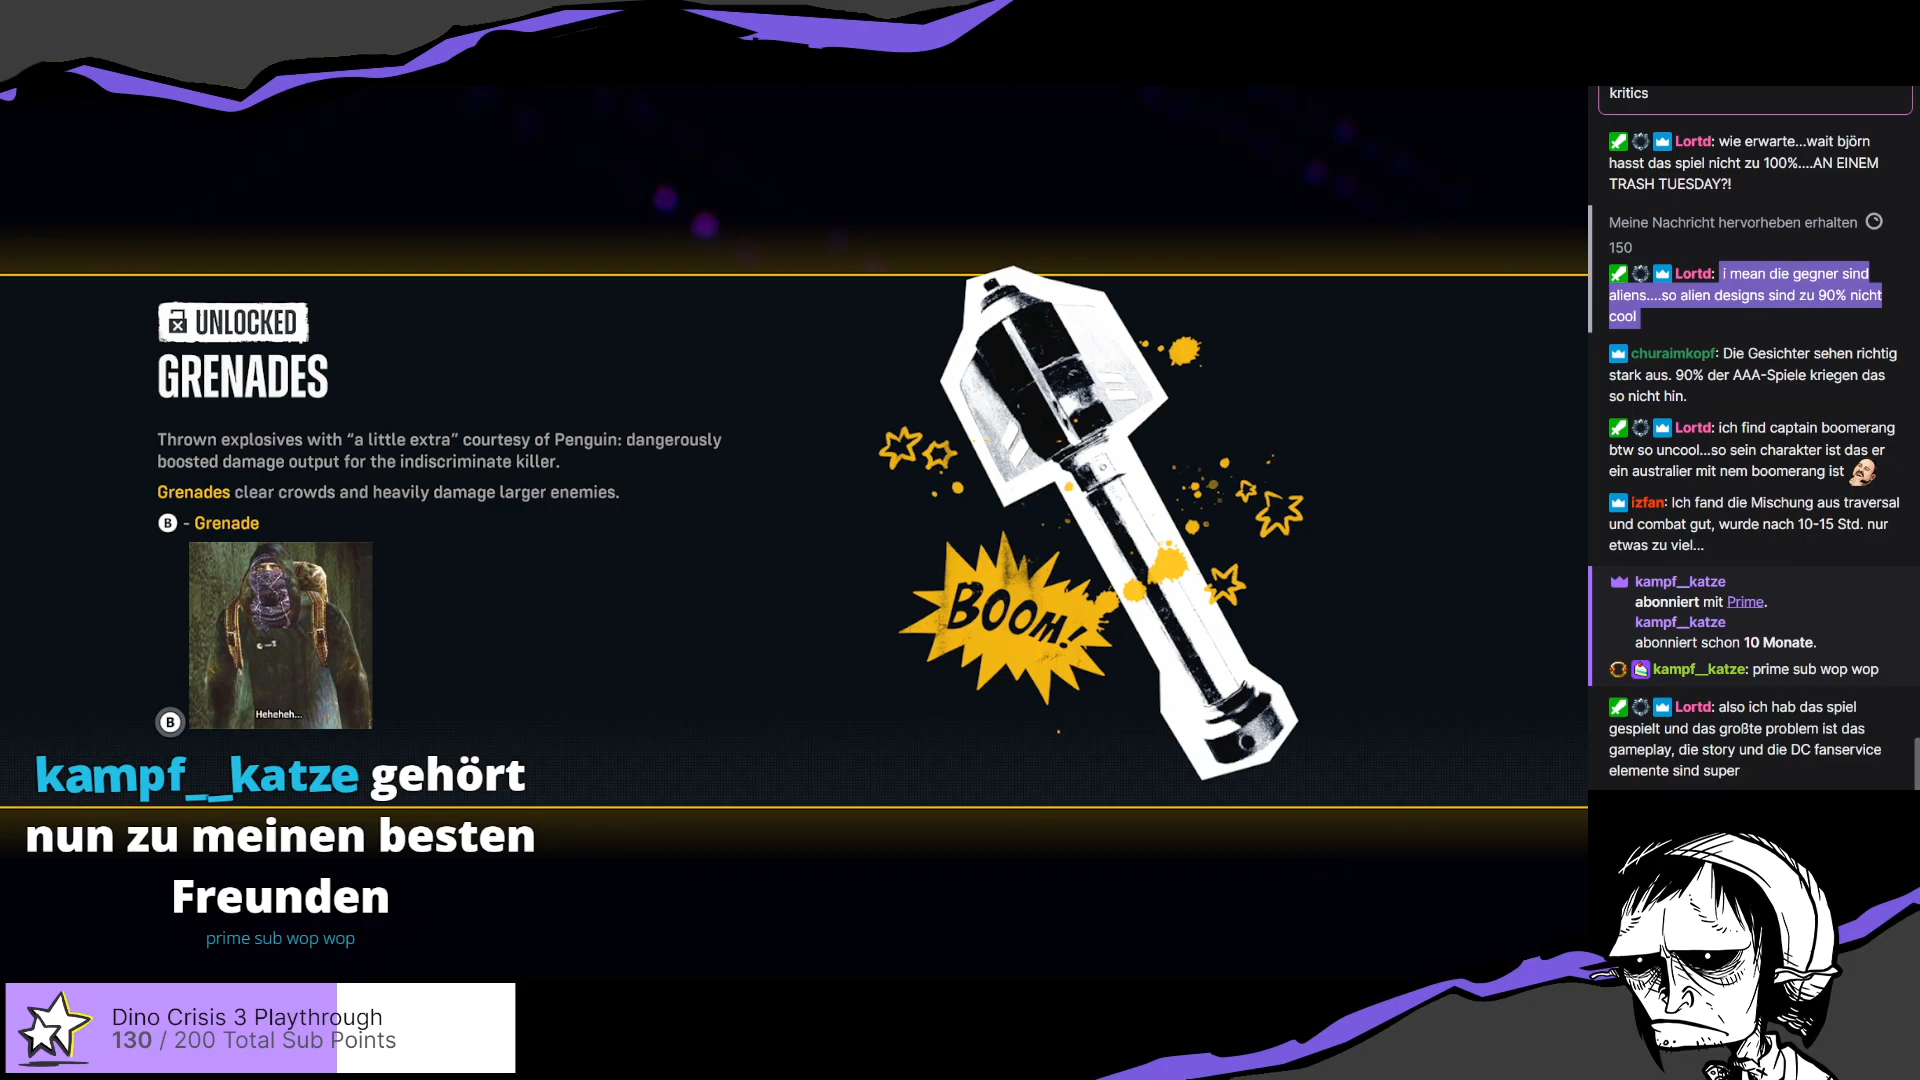 UNLOCKED
GRENADES
Thrown explosives with “a little extra” courtesy of Penguin: dangerously
boosted damage output for the indiscriminate killer.
Grenades clear crowds and heavily damage larger enemies.
B - Grenade
Heheheh...
B
BOOM!
kampf__katze gehört
nun zu meinen besten
Freunden
prime sub wop wop
Dino Crisis 3 Playthrough
130 / 200 Total Sub Points
kritics
Lortd: wie erwarte...wait björn
hasst das spiel nicht zu 100%....AN EINEM
TRASH TUESDAY?!
Meine Nachricht hervorheben erhalten
150
Lortd: i mean die gegner sind
aliens....so alien designs sind zu 90% nicht
cool
churaimkopf: Die Gesichter sehen richtig
stark aus. 90% der AAA-Spiele kriegen das
so nicht hin.
Lortd: ich find captain boomerang
btw so uncool...so sein charakter ist das er
ein australier mit nem boomerang ist
izfan: Ich fand die Mischung aus traversal
und combat gut, wurde nach 10-15 Std. nur
etwas zu viel...
kampf__katze
abonniert mit Prime.
kampf__katze
abonniert schon 10 Monate.
kampf__katze: prime sub wop wop
Lortd: also ich hab das spiel
gespielt und das großte problem ist das
gameplay, die story und die DC fanservice
elemente sind super